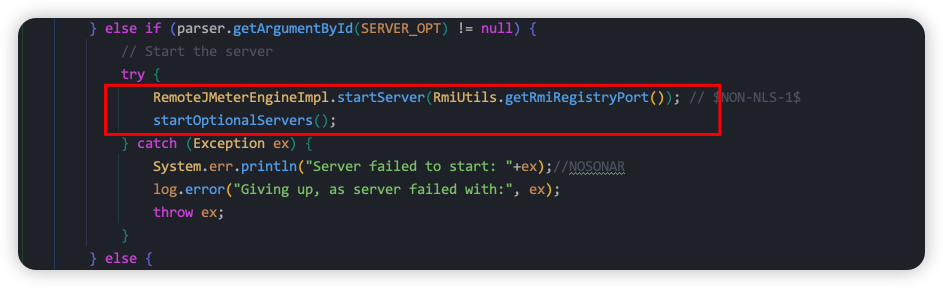 } else if (parser.getArgumentById(SERVER_OPT) != null) {
// Start the server
try {
RemoteJMeterEngineImpl.startServer(RmiUtils.getRmiRegistryPort()); // $NON-NLS-1$
startOptionalServers();
} catch (Exception ex) {
System.err.println("Server failed to start: "+ex);//NOSONAR
log.error("Giving up, as server failed with:", ex);
throw ex;
}
} else {